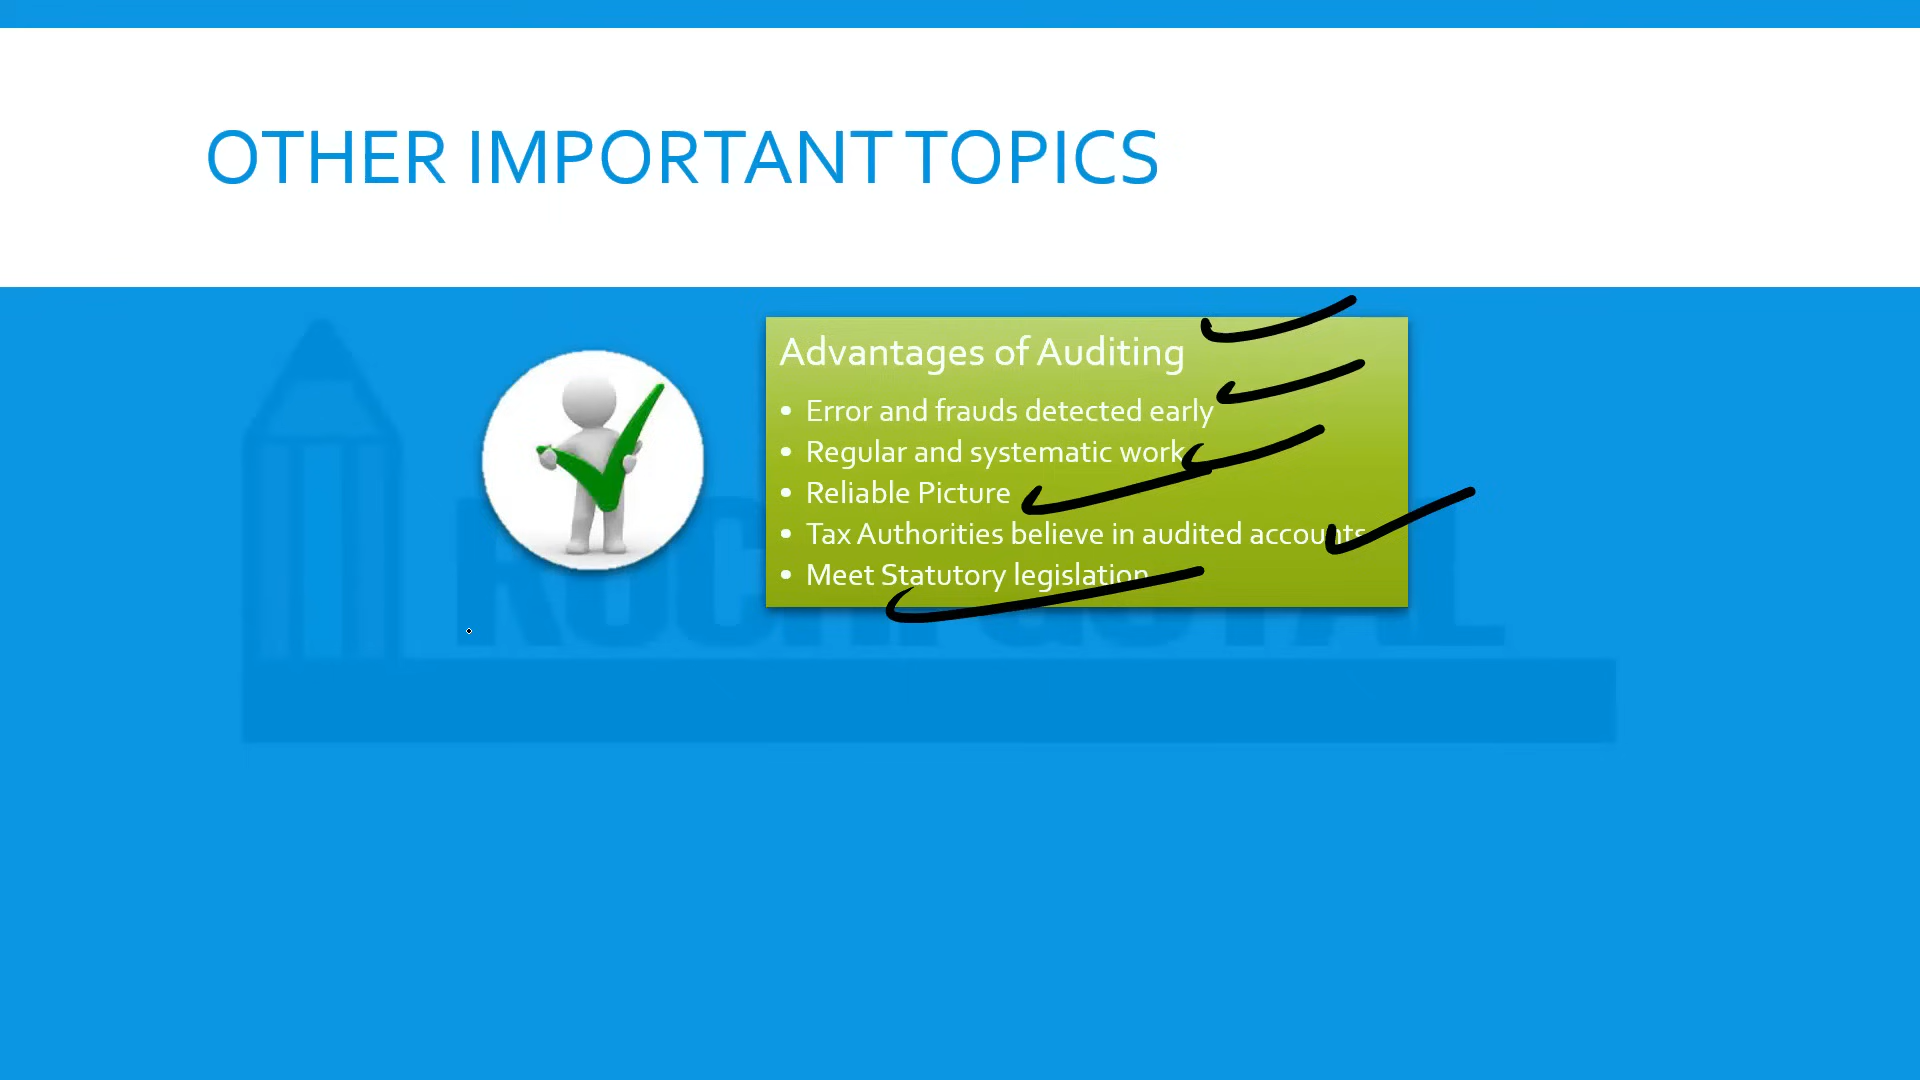 OTHER IMPORTANT TOPICS
Advantages of Auditing
• Error and frauds detected early
• Regular and systematic work
• Reliable Picture
• Tax Authorities believe in audited accounts
• Meet Statutory legislation